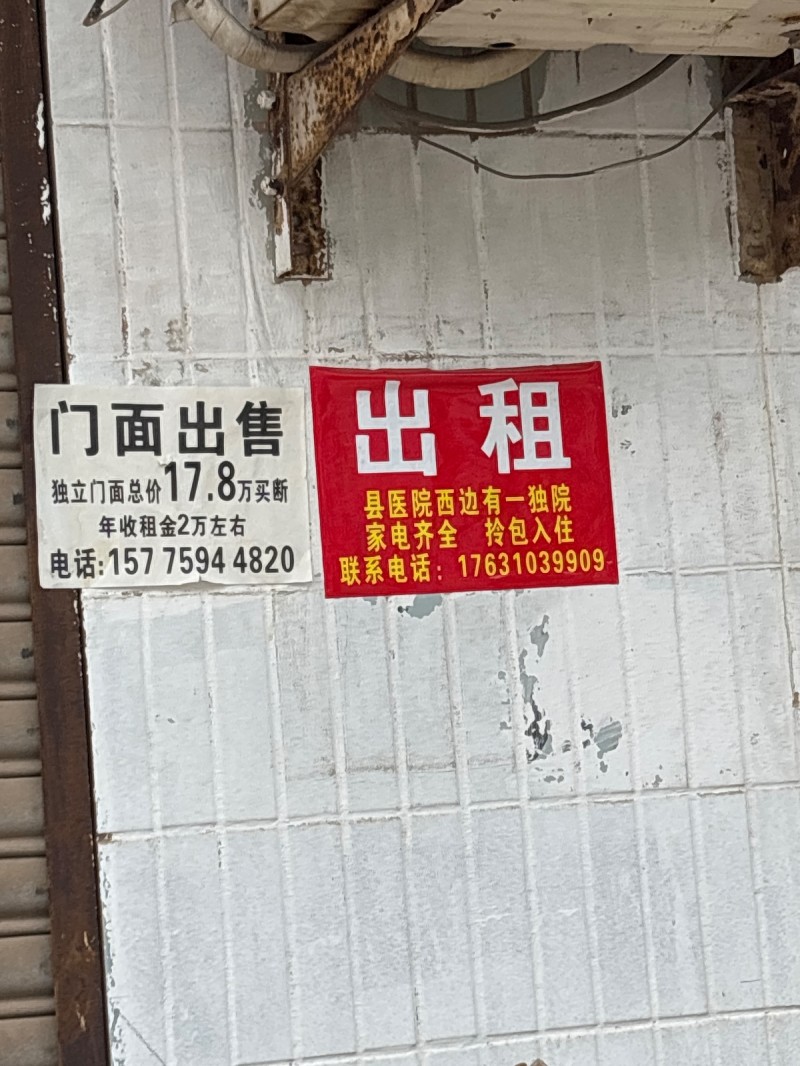 门面出售
独立门面总价17.8万买断
年收租金2万左右
电话:157 7594 4820
出租
县医院西边有一独院
家电齐全 拎包入住
联系电话：17631039909